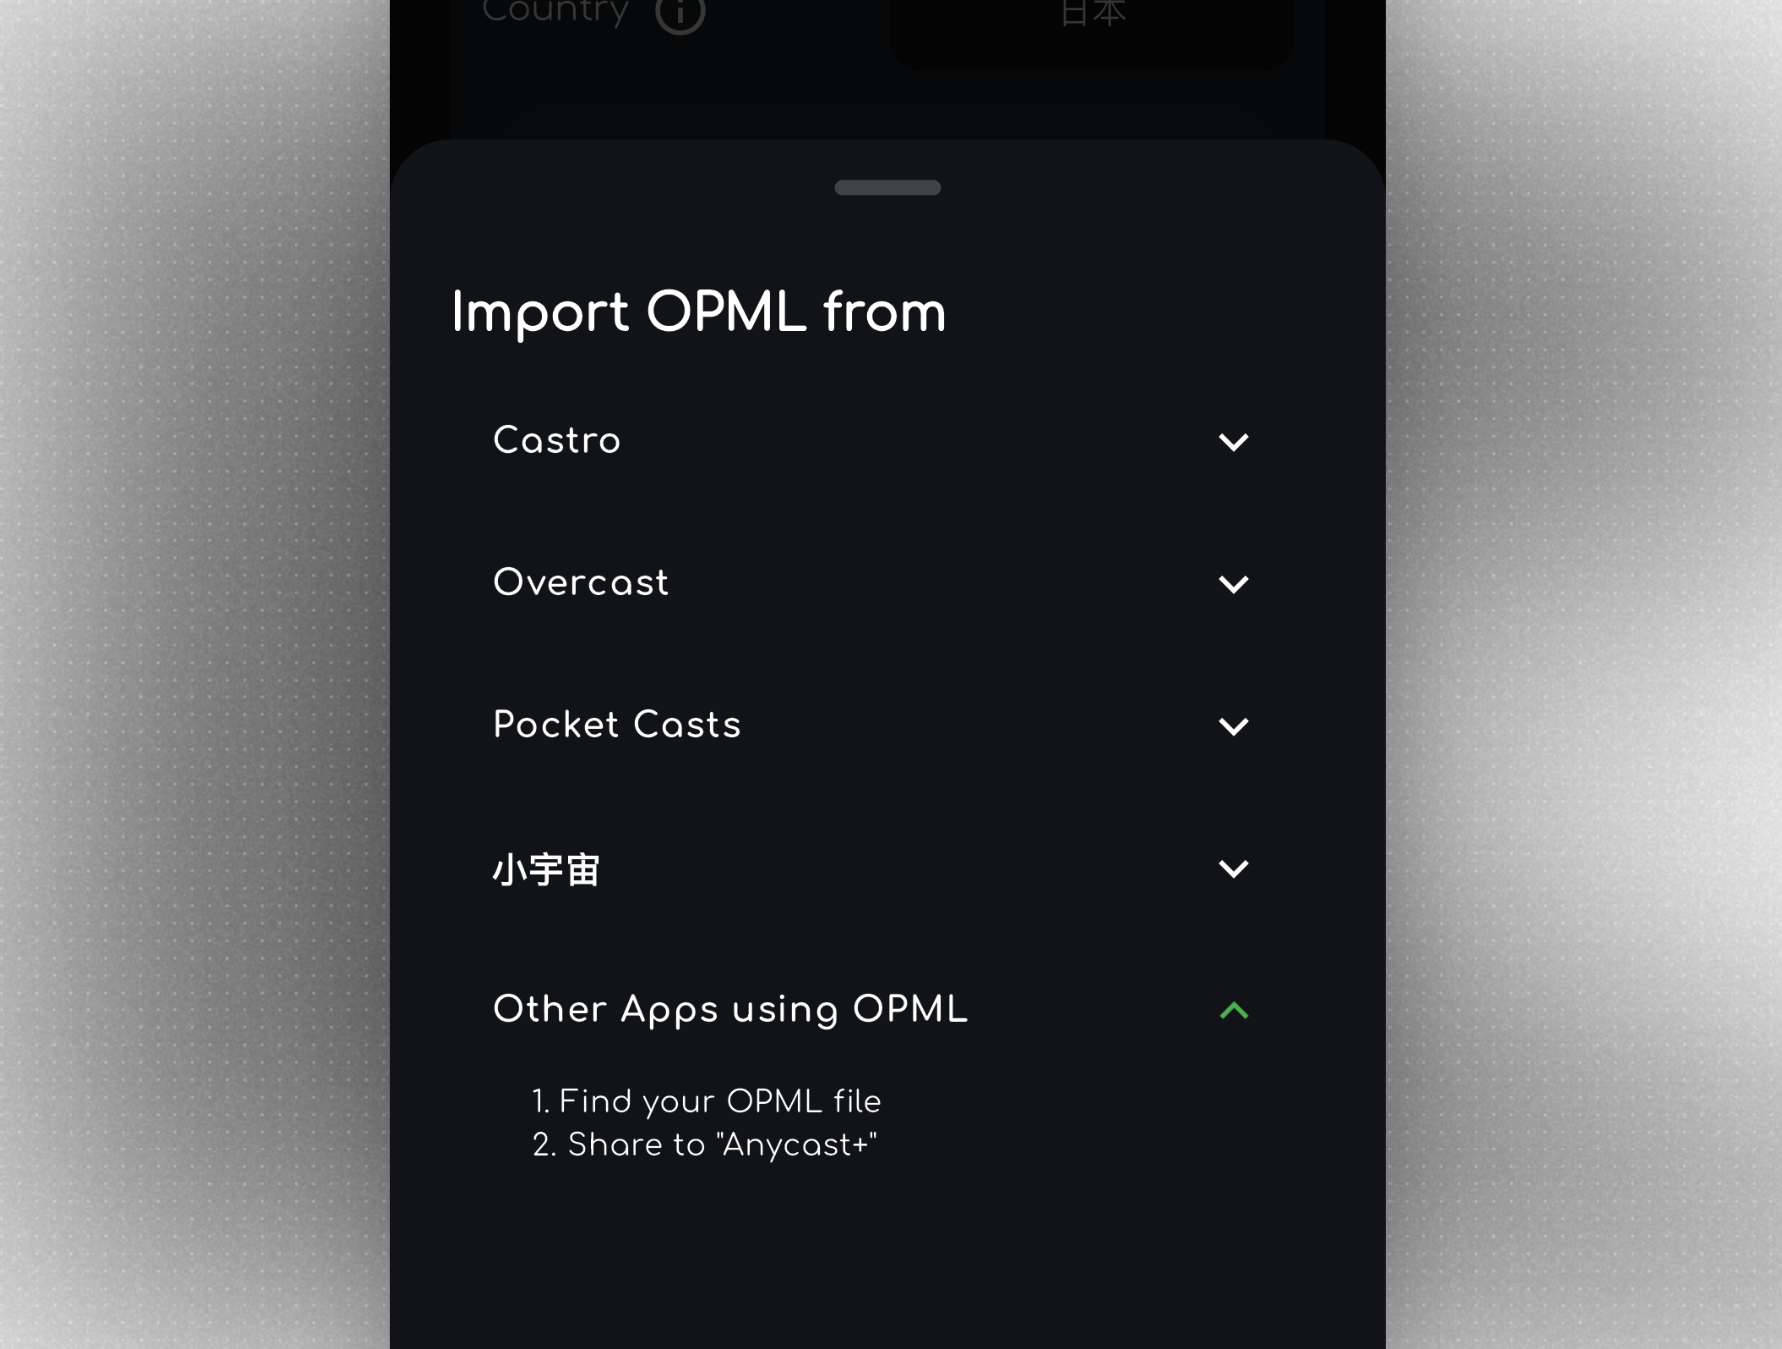 Country
日本
Import OPML from
Castro
Overcast
Pocket Casts
小宇宙
Other Apps using OPML
1. Find your OPML file
2. Share to "Anycast+"